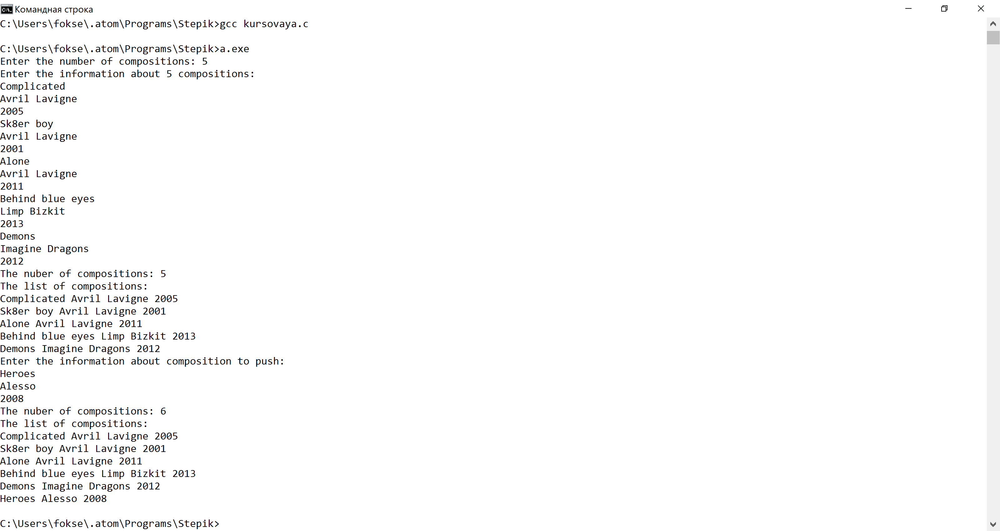 Командная строка
C:\Users\fokse\.atom\Programs\Stepik>gcc kursovaya.c
C:\Users\fokse\.atom\Programs\Stepik>a.exe
Enter the number of compositions: 5
Enter the information about 5 compositions:
Complicated
Avril Lavigne
2005
Sk8er boy
Avril Lavigne
2001
Alone
Avril Lavigne
2011
Behind blue eyes
Limp Bizkit
2013
Demons
Imagine Dragons
2012
The nuber of compositions: 5
The list of compositions:
Complicated Avril Lavigne 2005
Sk8er boy Avril Lavigne 2001
Alone Avril Lavigne 2011
Behind blue eyes Limp Bizkit 2013
Demons Imagine Dragons 2012
Enter the information about composition to push:
Heroes
Alesso
2008
The nuber of compositions: 6
The list of compositions:
Complicated Avril Lavigne 2005
Sk8er boy Avril Lavigne 2001
Alone Avril Lavigne 2011
Behind blue eyes Limp Bizkit 2013
Demons Imagine Dragons 2012
Heroes Alesso 2008
C:\Users\fokse\.atom\Programs\Stepik>